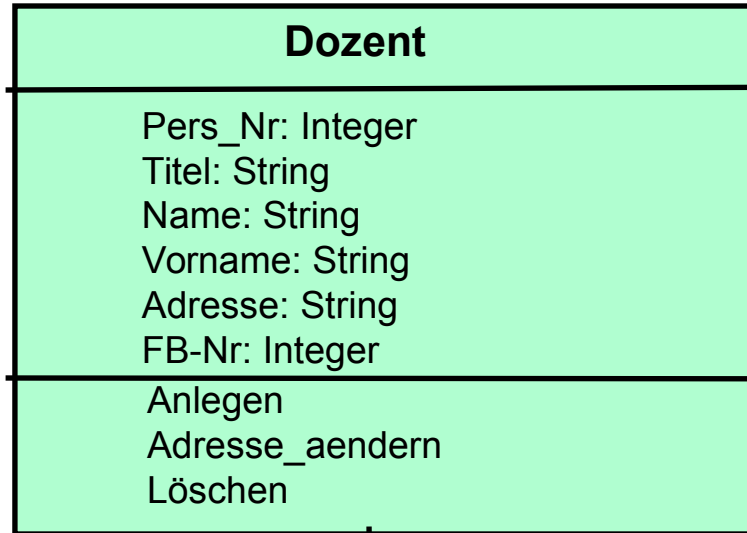 Dozent
Pers_Nr: Integer
Titel: String
Name: String
Vorname: String
Adresse: String
FB-Nr: Integer
Anlegen
Adresse_aendern
Löschen